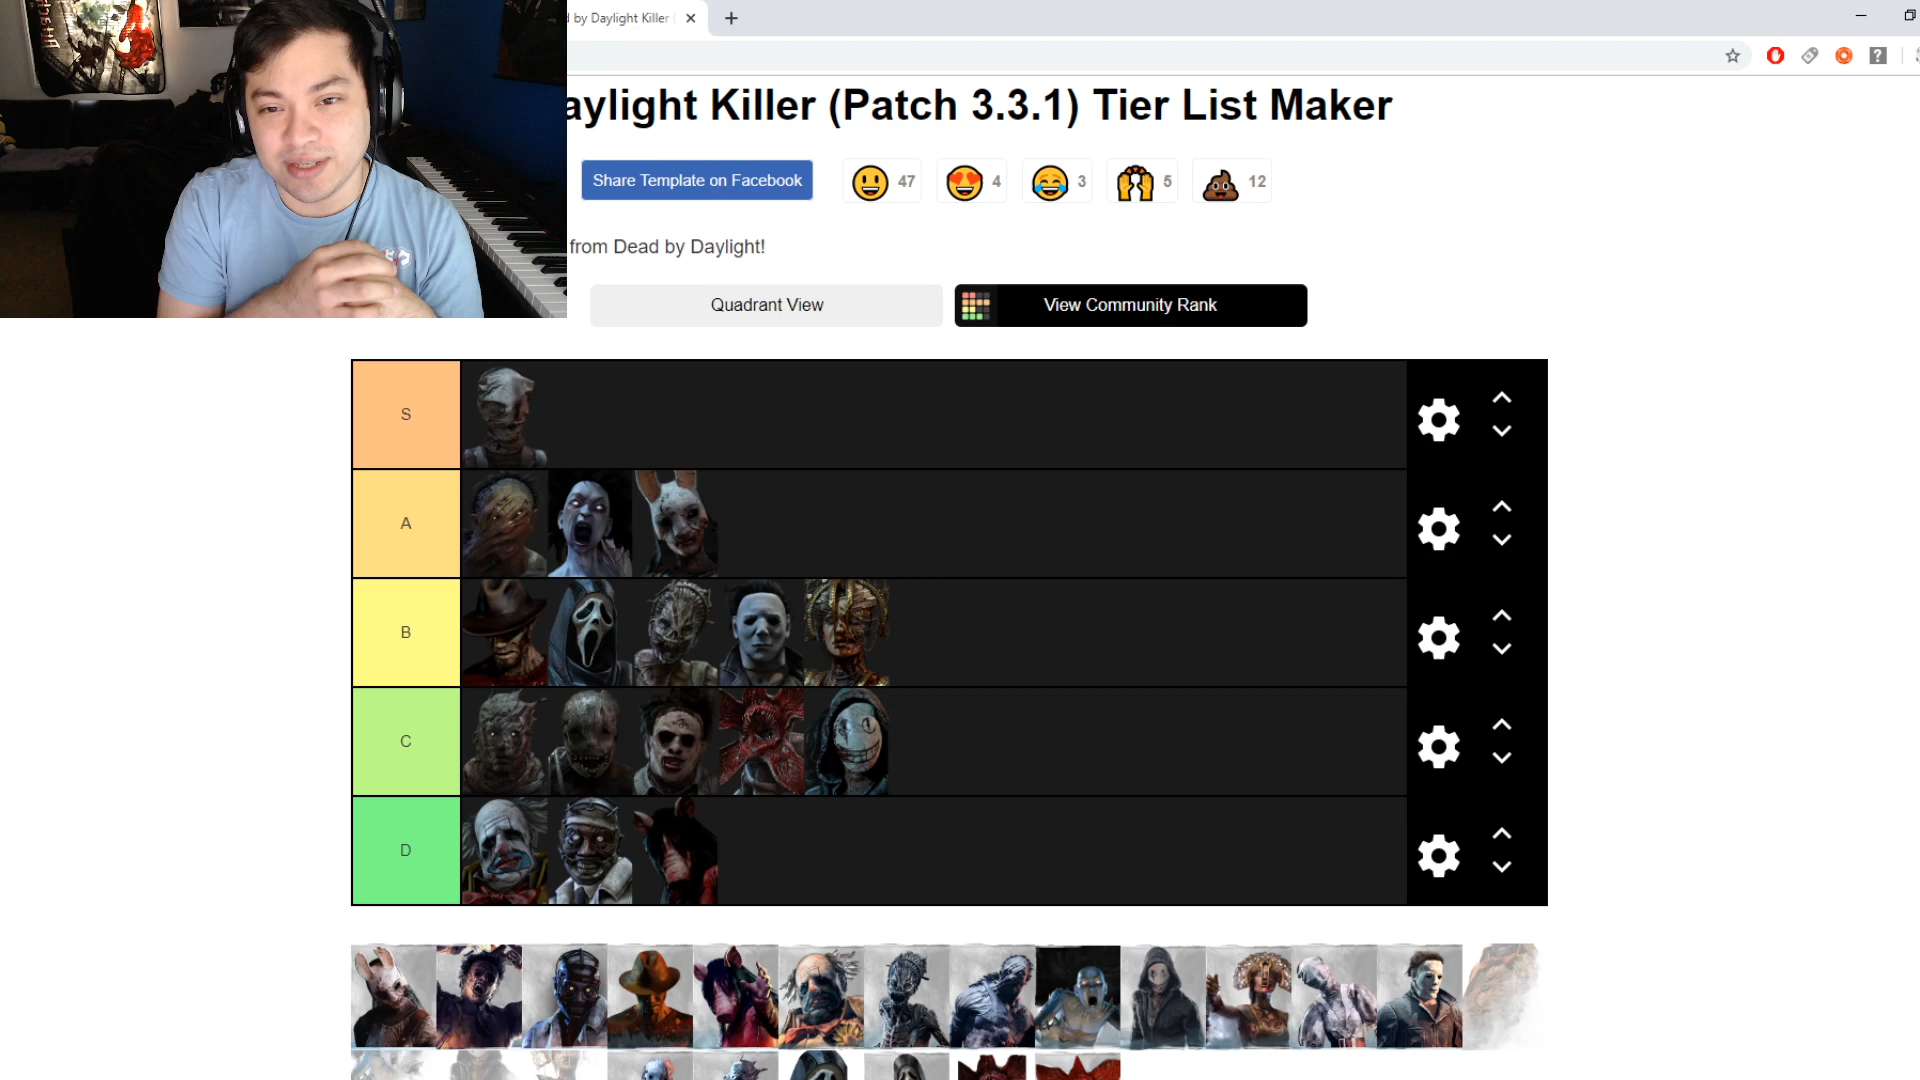 d by Daylight Killer
aylight Killer (Patch 3.3.1) Tier List Maker
Share Template on Facebook
47
4
3
5
12
from Dead by Daylight!
Quadrant View
View Community Rank
S
A
B
C
D